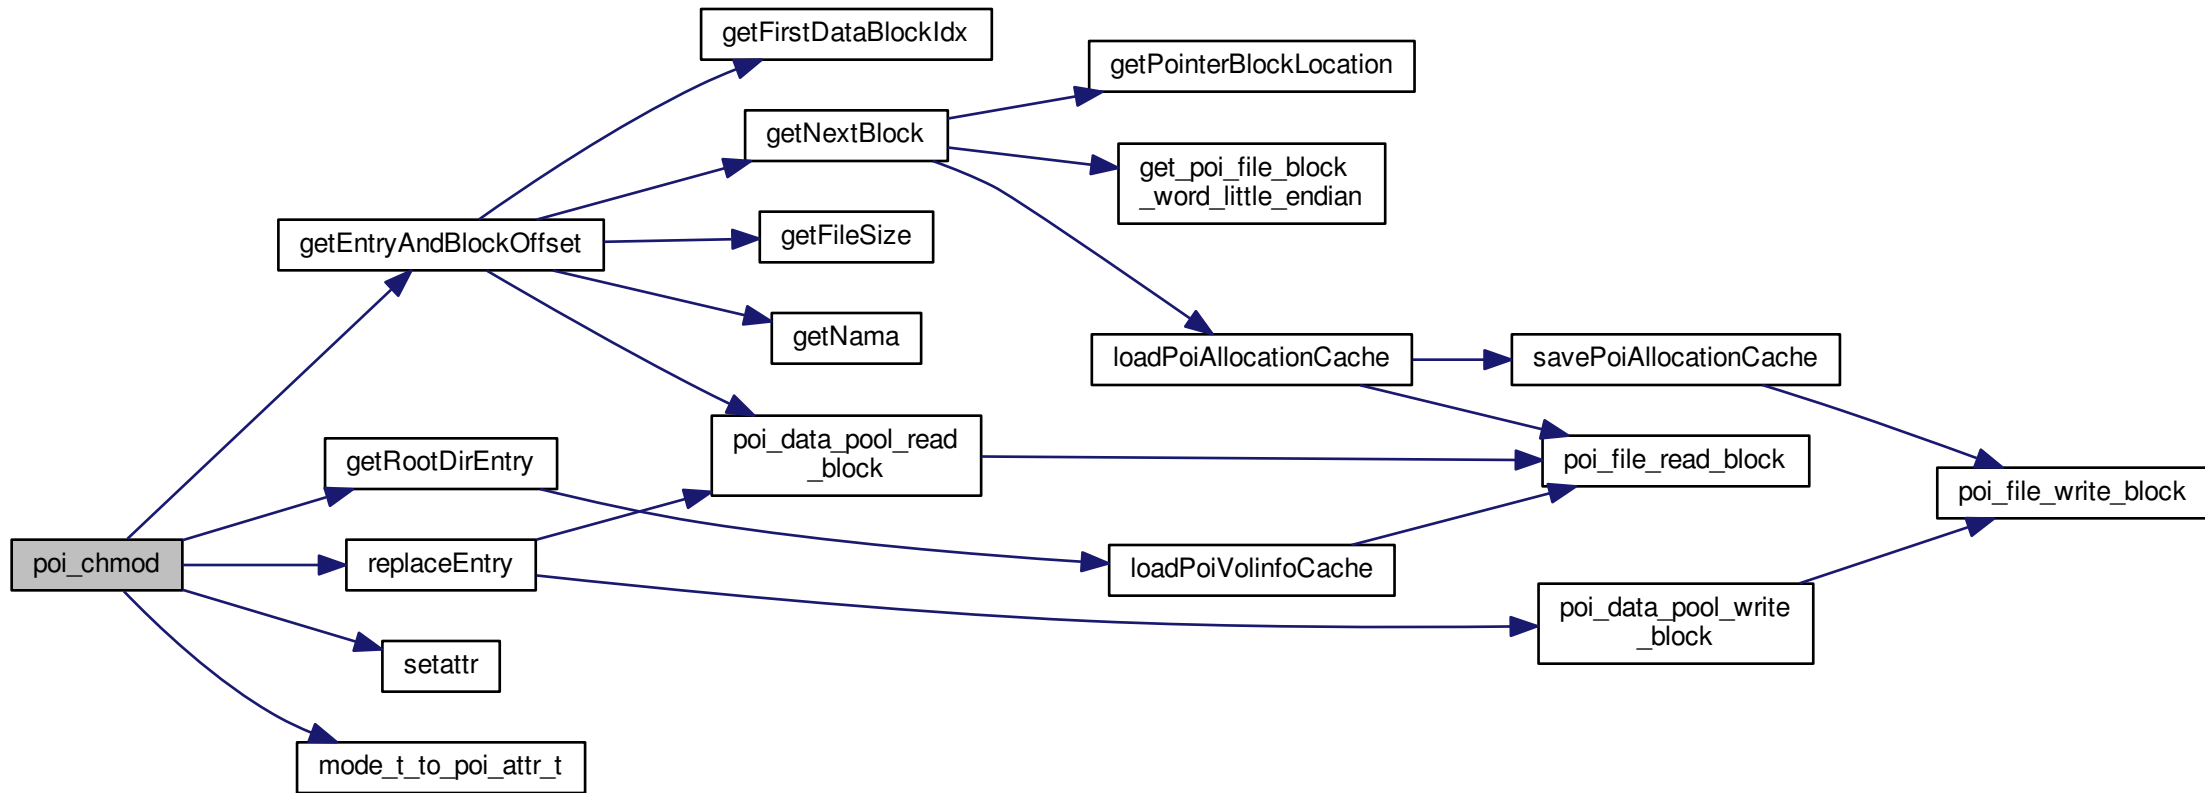 getFirstDataBlockIdx
getPointerBlockLocation
getNextBlock
get_poi_file_block
_word_little_endian
getEntryAndBlockOffset
getFileSize
getNama
loadPoiAllocationCache
savePoiAllocationCache
poi_data_pool_read
_block
getRootDirEntry
poi_file_read_block
poi_file_write_block
poi_chmod
replaceEntry
loadPoiVolinfoCache
poi_data_pool_write
_block
setattr
mode_t_to_poi_attr_t